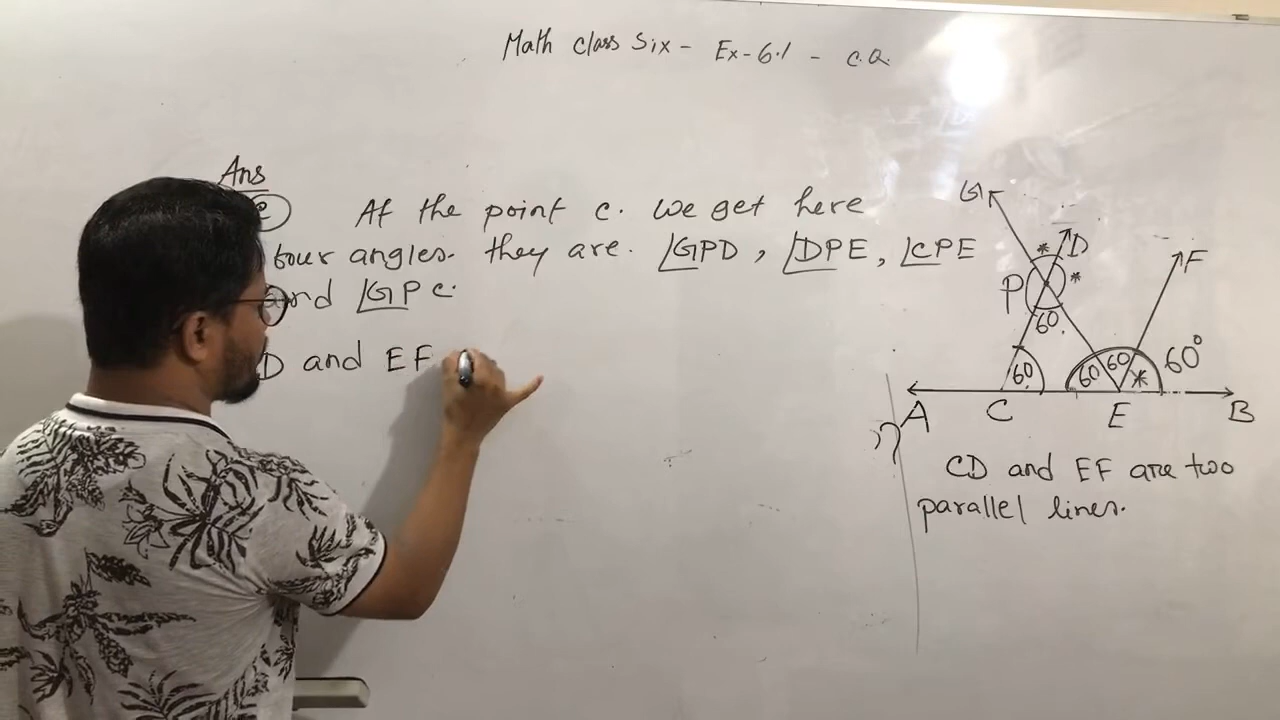 Math class Six - Ex-6.1 - C.Q.
Ans
c At the point c. We get here
four angles. they are. ∠GPD, ∠DPE, ∠CPE
and ∠GPC.
D and EF
G
D
*
*
P
F
60.
60
60
60
*
60°
A C E B
CD and EF are two
parallel lines.